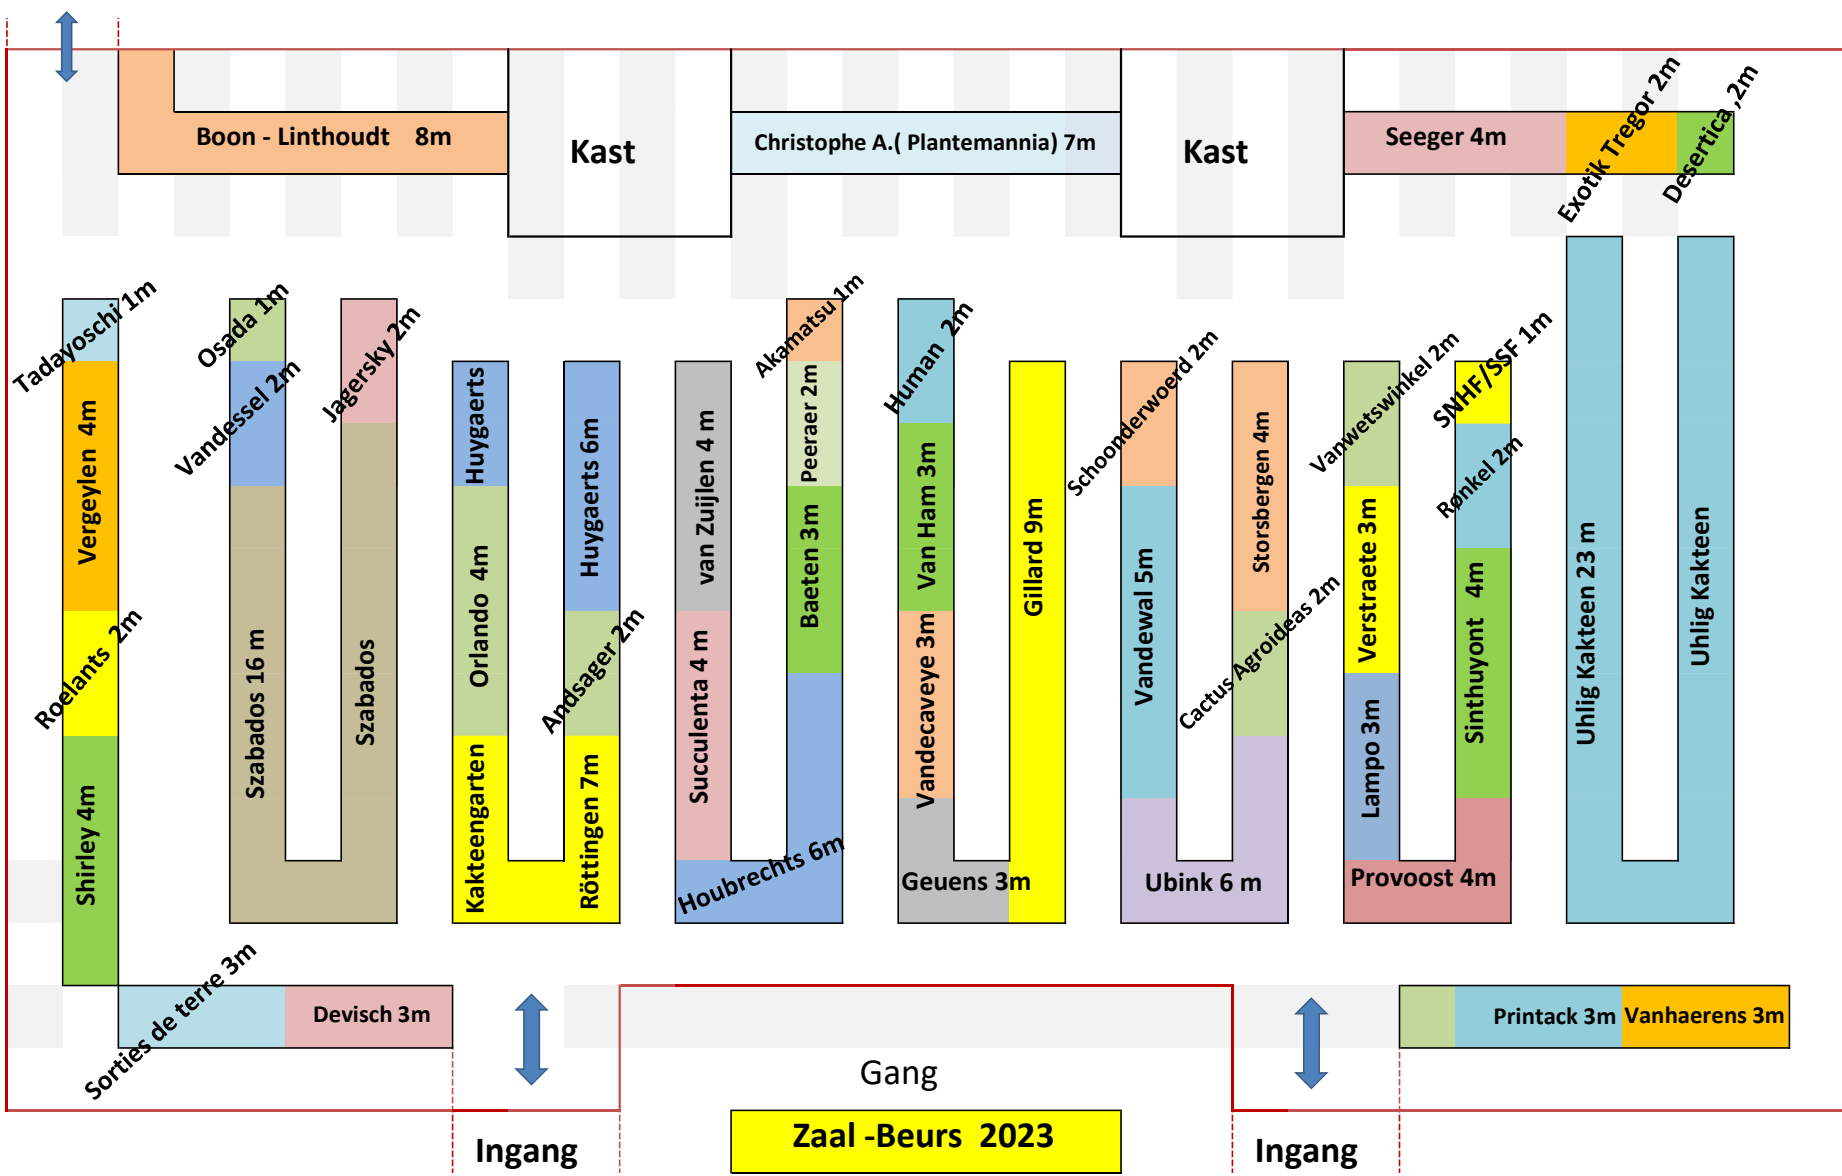 Boon - Linthoudt 8m
Kast
Christophe A.( Plantemannia) 7m
Kast
Seeger 4m
Exotik Tregor 2m
Desertica ,2m
Tadayoschi 1m
Vergeylen 4m
Roelants 2m
Shirley 4m
Osada 1m
Vandessel 2m
Szabados 16 m
Jagersky 2m
Szabados
Huygaerts
Orlando 4m
Kakteengarten
Huygaerts 6m
Andsager 2m
Röttingen 7m
van Zuijlen 4 m
Succulenta 4 m
Houbrechts 6m
Akamatsu 1m
Peeraer 2m
Baeten 3m
Human 2m
Van Ham 3m
Vandecaveye 3m
Geuens 3m
Gillard 9m
Schoonderwoerd 2m
Vandewal 5m
Ubink 6 m
Storsbergen 4m
Cactus Agroideas 2m
Vanwetswinkel 2m
Verstraete 3m
Lampo 3m
Provoost 4m
SNHF/SSF 1m
Rønkel 2m
Sinthuyont 4m
Uhlig Kakteen 23 m
Uhlig Kakteen
Sorties de terre 3m
Devisch 3m
Printack 3m
Vanhaerens 3m
Gang
Ingang
Zaal -Beurs 2023
Ingang